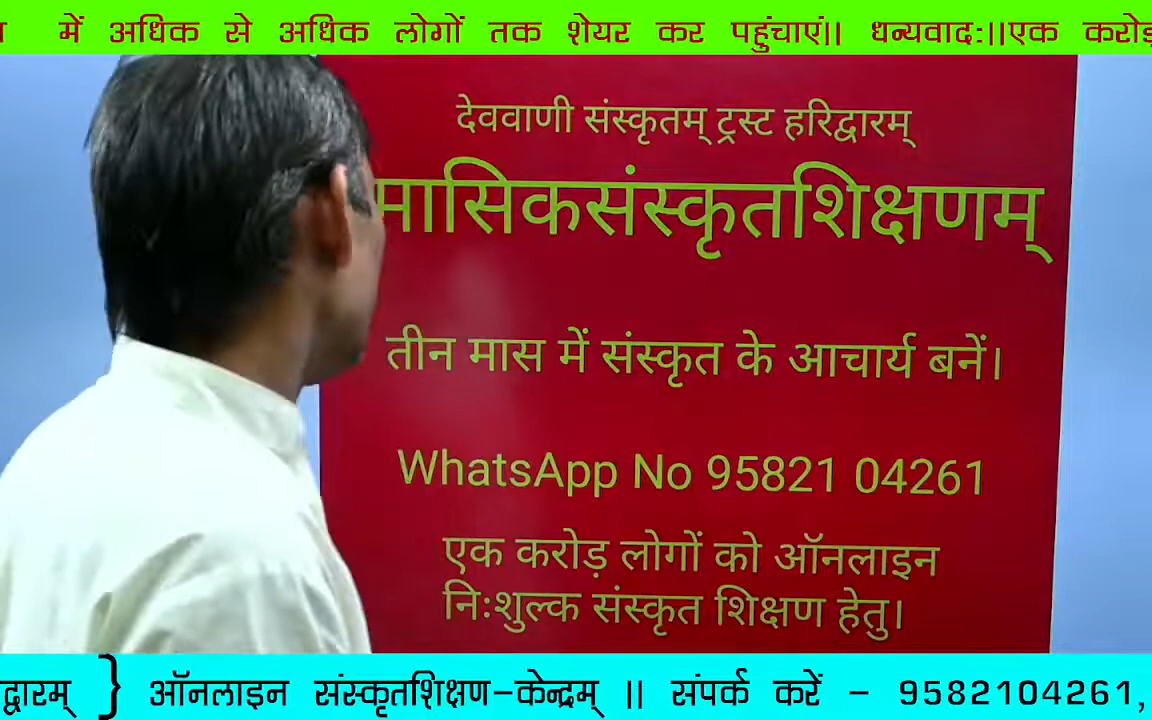 में अधिक से अधिक लोगों तक शेयर कर पहुंचाएं|| धन्यवादः||एक
देववाणी संस्कृतम् ट्रस्ट हरिद्वारम्
मासिकसंस्कृतशिक्षणम्
तीन मास में संस्कृत के आचार्य बनें।
WhatsApp No 95821 04261
एक करोड़ लोगों को ऑनलाइन
निःशुल्क संस्कृत शिक्षण हेतु।
द्वारम् } ऑनलाइन संस्कृतशिक्षण-केन्द्रम् || संपर्क करें - 9582104261,